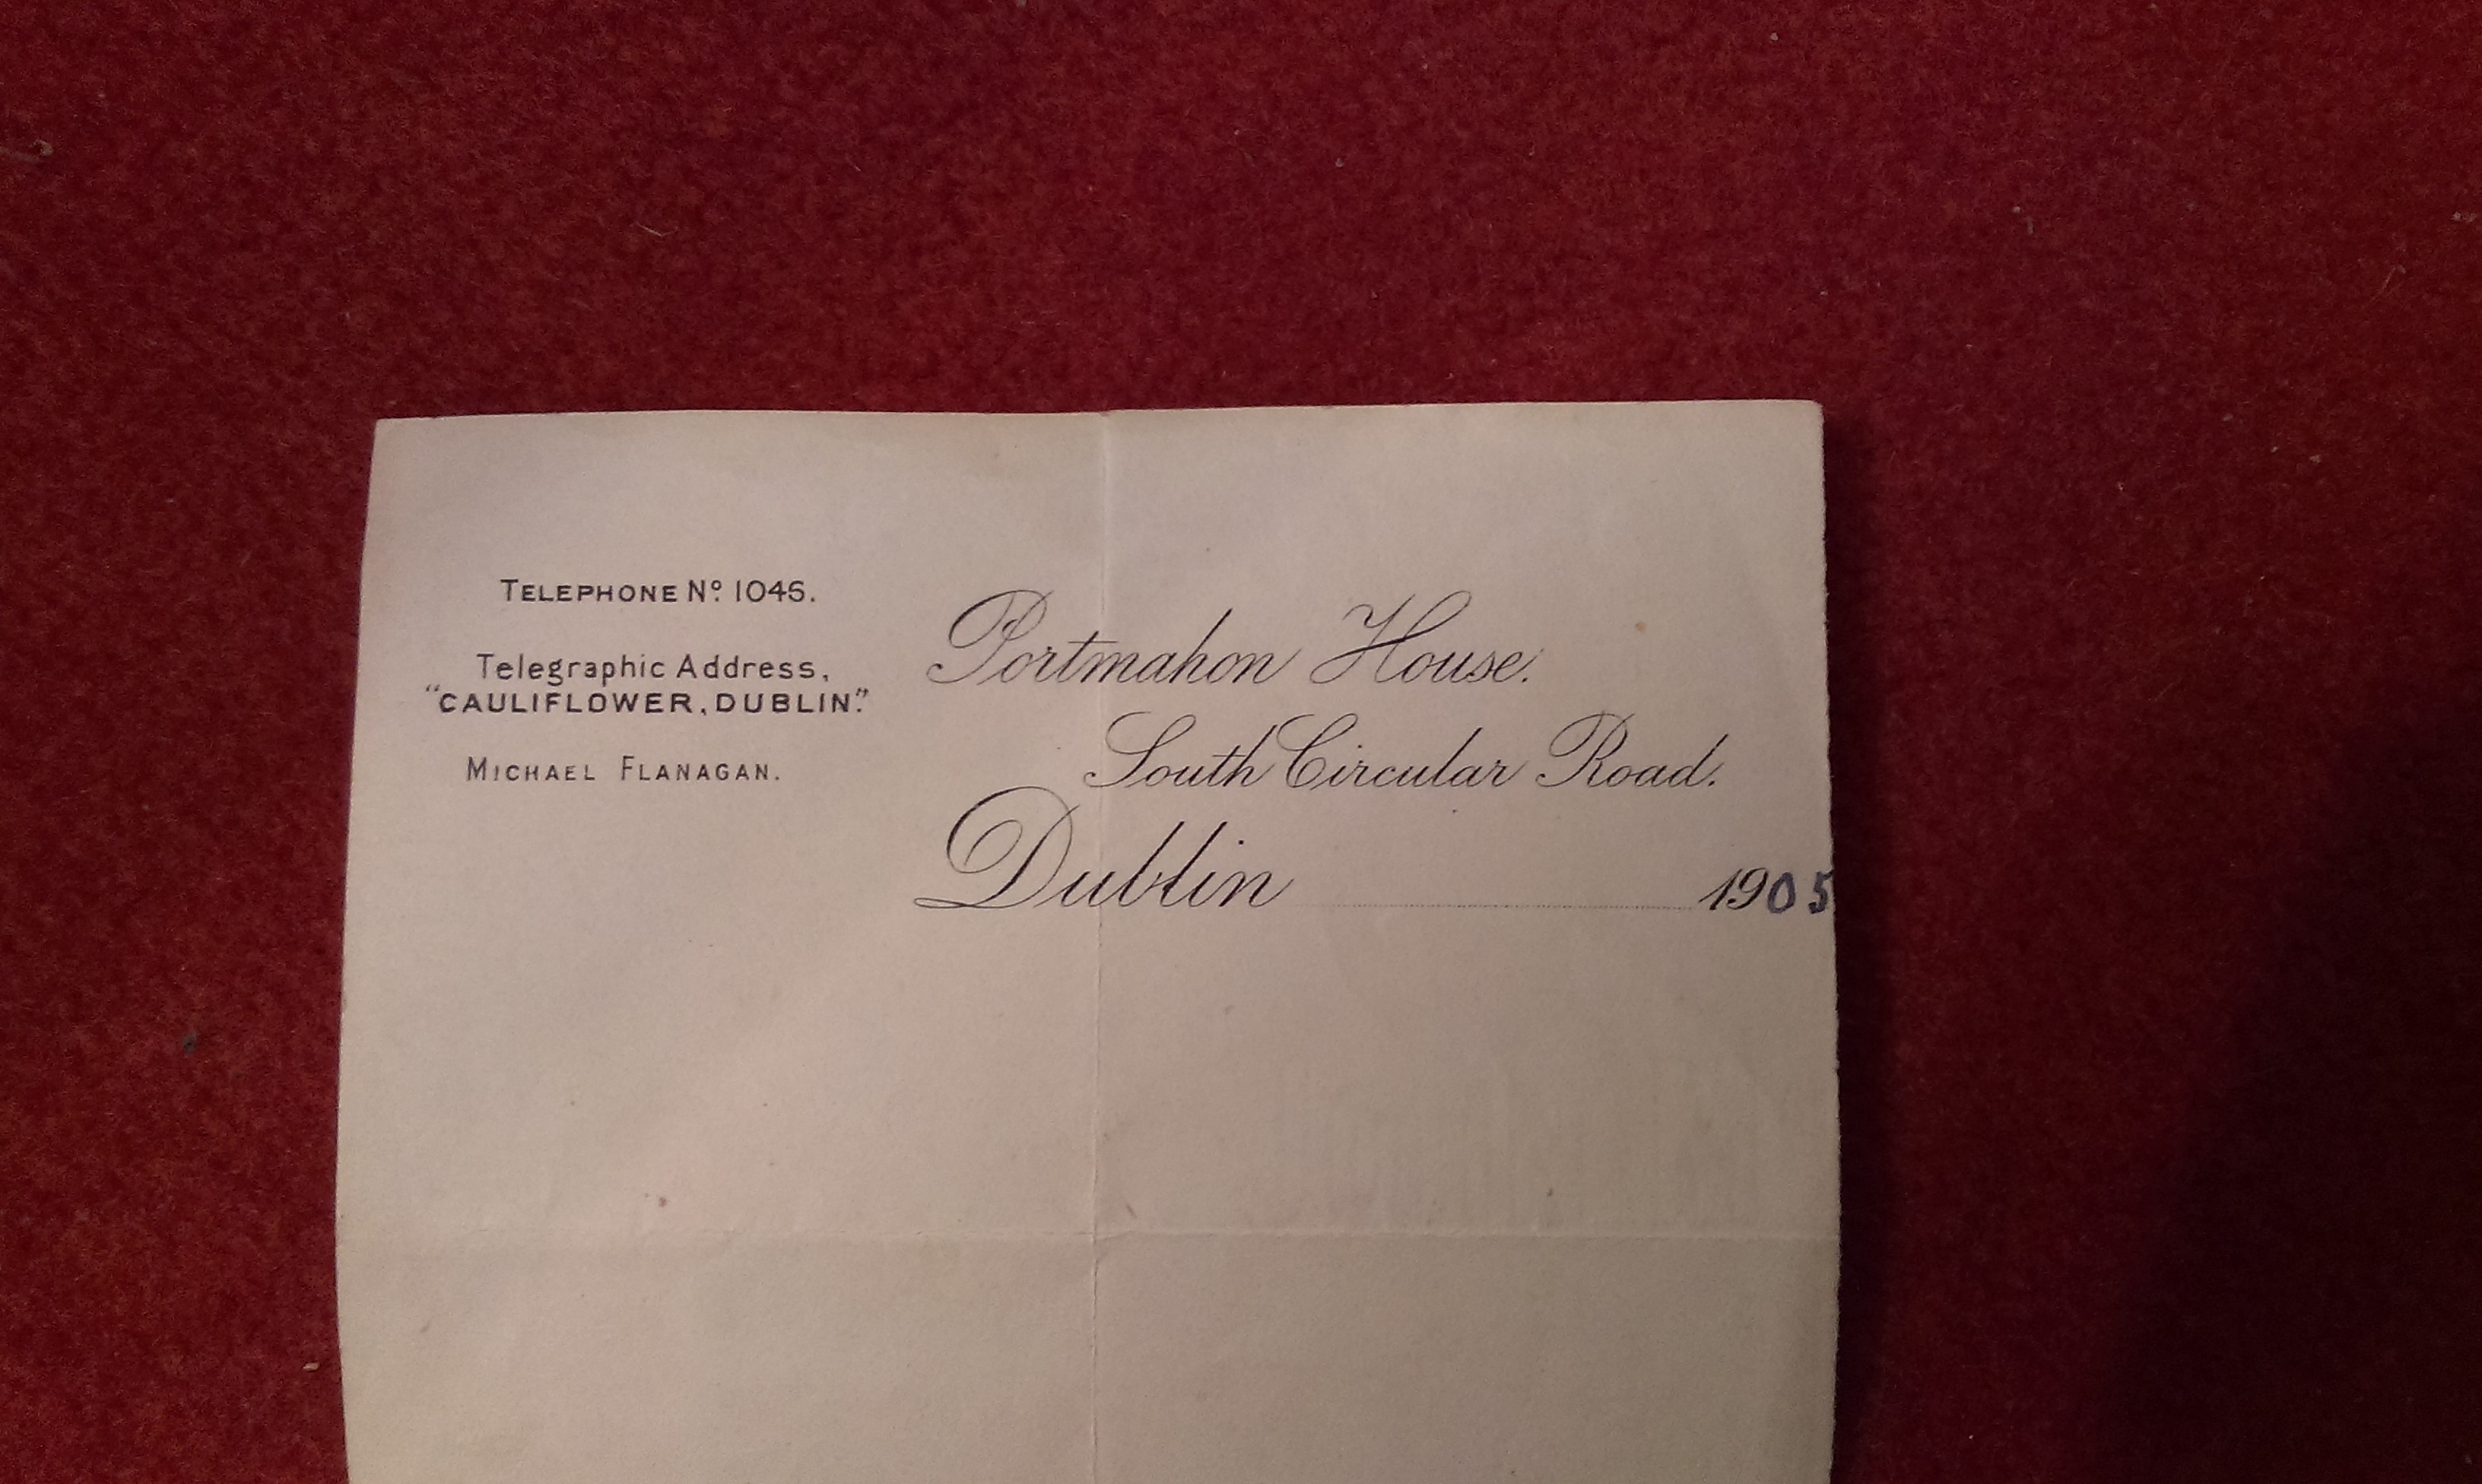 TELEPHONE Nº 1046.
Telegraphic Address,
"CAULIFLOWER, DUBLIN."
MICHAEL FLANAGAN.
Portmahon House.
South Circular Road.
Dublin 1905